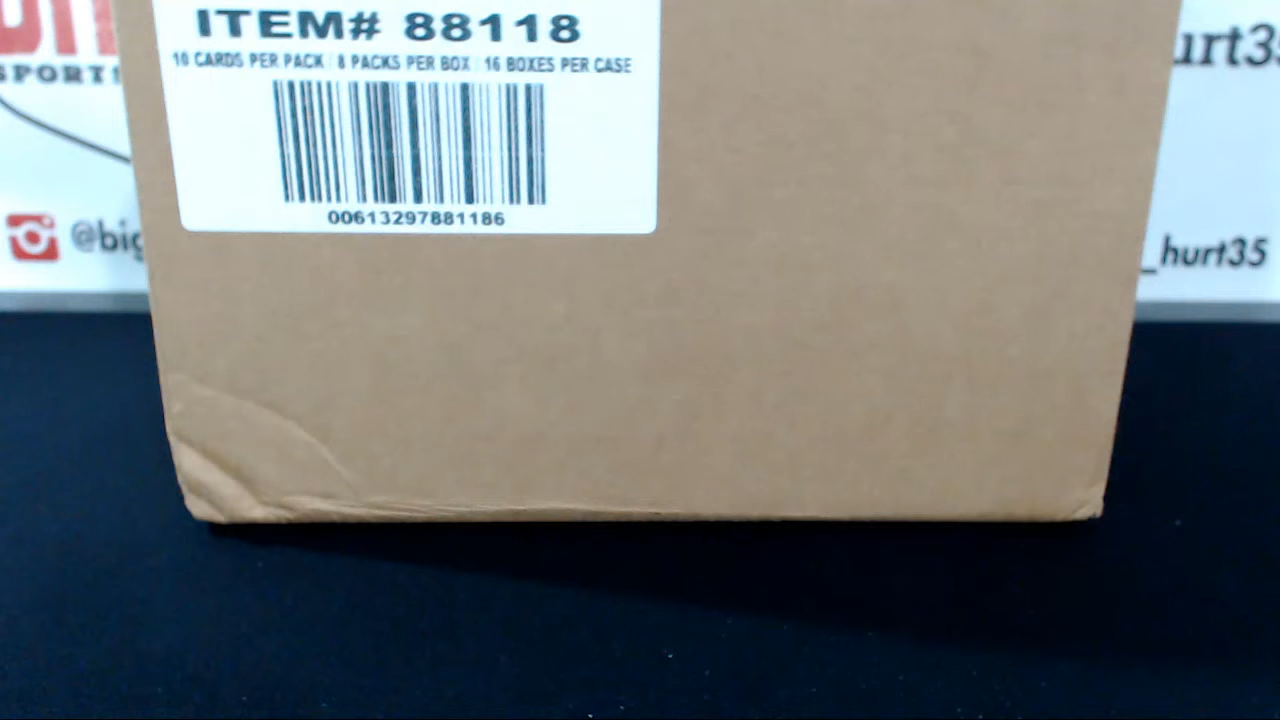 ITEM# 88118
10 CARDS PER PACK | 8 PACKS PER BOX | 16 BOXES PER CASE
00613297881186
SPORT
@big
urt35
_hurt35